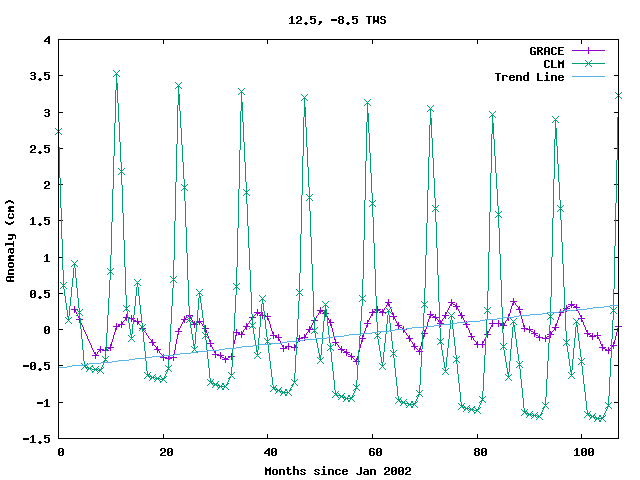 12.5, -8.5 TWS
GRACE
CLM
Trend Line
4
3.5
3
2.5
2
1.5
1
0.5
0
-0.5
-1
-1.5
Anomaly (cm)
0 20 40 60 80 100
Months since Jan 2002